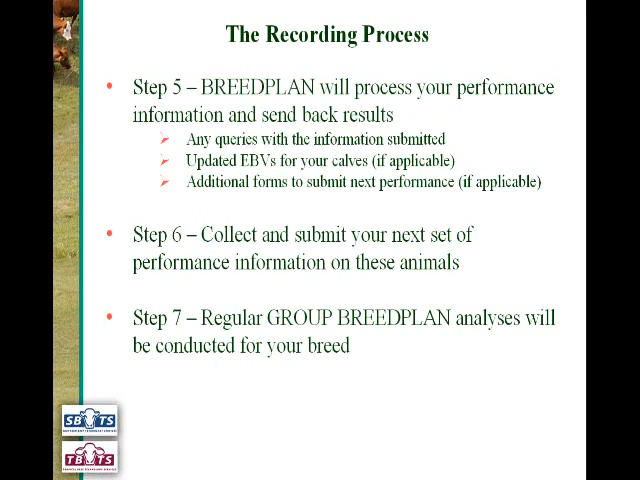 The Recording Process
Step 5 – BREEDPLAN will process your performance
information and send back results
Any queries with the information submitted
Updated EBVs for your calves (if applicable)
Additional forms to submit next performance (if applicable)
Step 6 – Collect and submit your next set of
performance information on these animals
Step 7 – Regular GROUP BREEDPLAN analyses will
be conducted for your breed
SBTS
TBTS